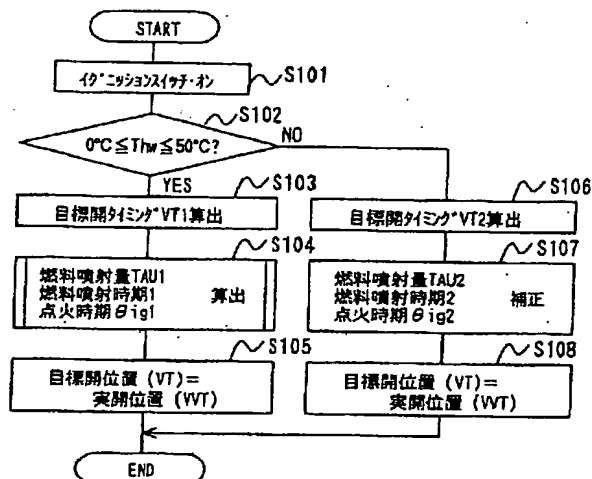 START
イグニッションスイッチ・オン
S101
S102
0℃≦Thw≦50℃?
NO
YES
S103
目標開タイミングVT1算出
S106
目標開タイミングVT2算出
S104
燃料噴射量TAU1
燃料噴射時期1 算出
点火時期θig1
S107
燃料噴射量TAU2
燃料噴射時期2 補正
点火時期θig2
S105
目標開位置 (VT)=
実開位置 (VVT)
S108
目標開位置 (VT)=
実開位置 (VVT)
END